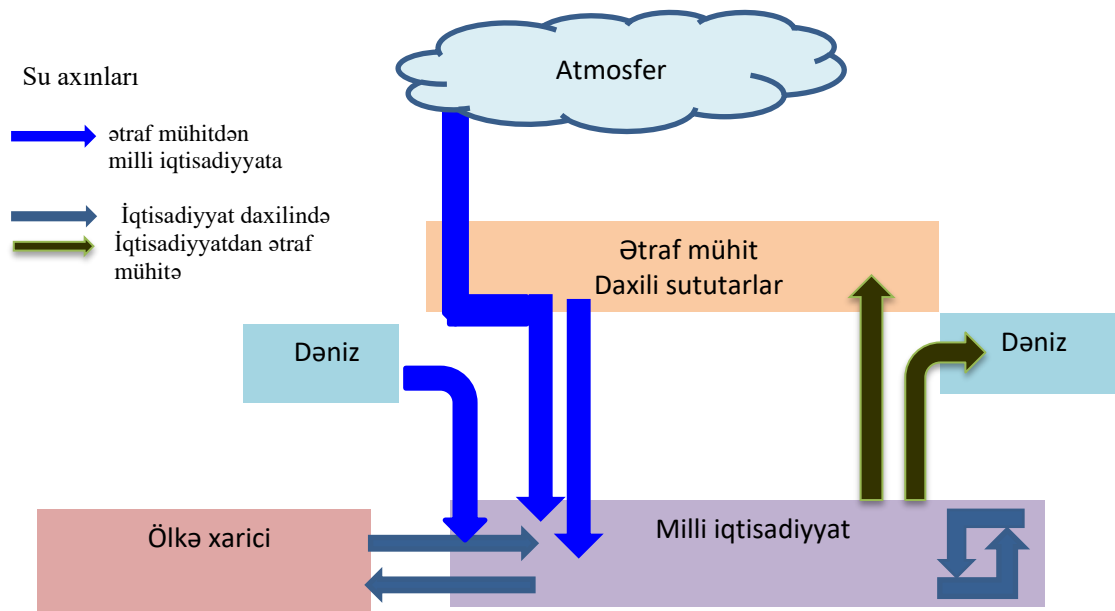 Atmosfer
Su axınları
ətraf mühitdən
milli iqtisadiyyata
İqtisadiyyat daxilində
İqtisadiyyatdan ətraf
mühitə
Ətraf mühit
Daxili sututarlar
Dəniz
Dəniz
Ölkə xarici
Milli iqtisadiyyat